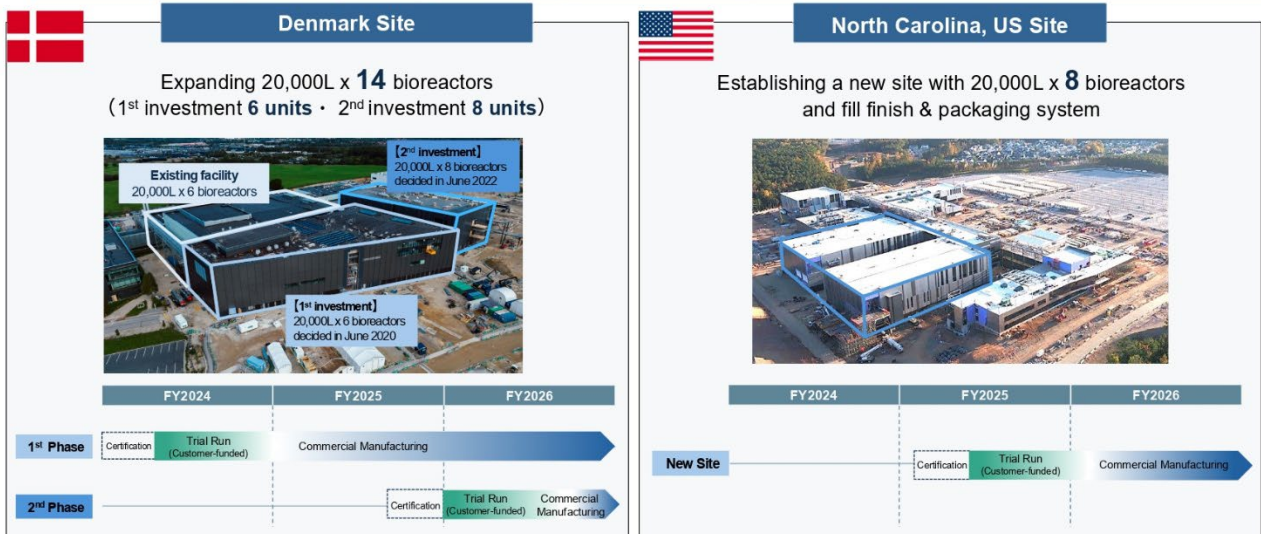 Denmark Site
Expanding 20,000L x 14 bioreactors
（1st investment 6 units・ 2nd investment 8 units）
Existing facility
20,000L x 6 bioreactors
【2nd investment】
20,000L x 8 bioreactors
decided in June 2022
【1st investment】
20,000L x 6 bioreactors
decided in June 2020
FY2024 FY2025 FY2026
1st Phase
Certification
Trial Run
(Customer-funded)
Commercial Manufacturing
2nd Phase
Certification
Trial Run
(Customer-funded)
Commercial
Manufacturing
North Carolina, US Site
Establishing a new site with 20,000L x 8 bioreactors
and fill finish & packaging system
FY2024 FY2025 FY2026
New Site
Certification
Trial Run
(Customer-funded)
Commercial Manufacturing